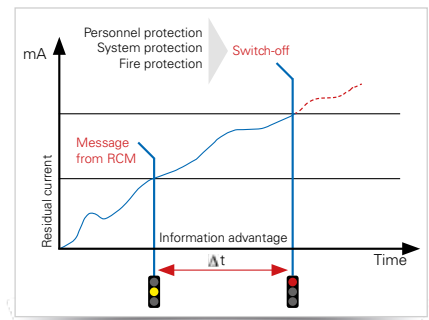 Personnel protection
System protection
Fire protection
Switch-off
mA
Message
from RCM
Residual current
Information advantage
Δt
Time